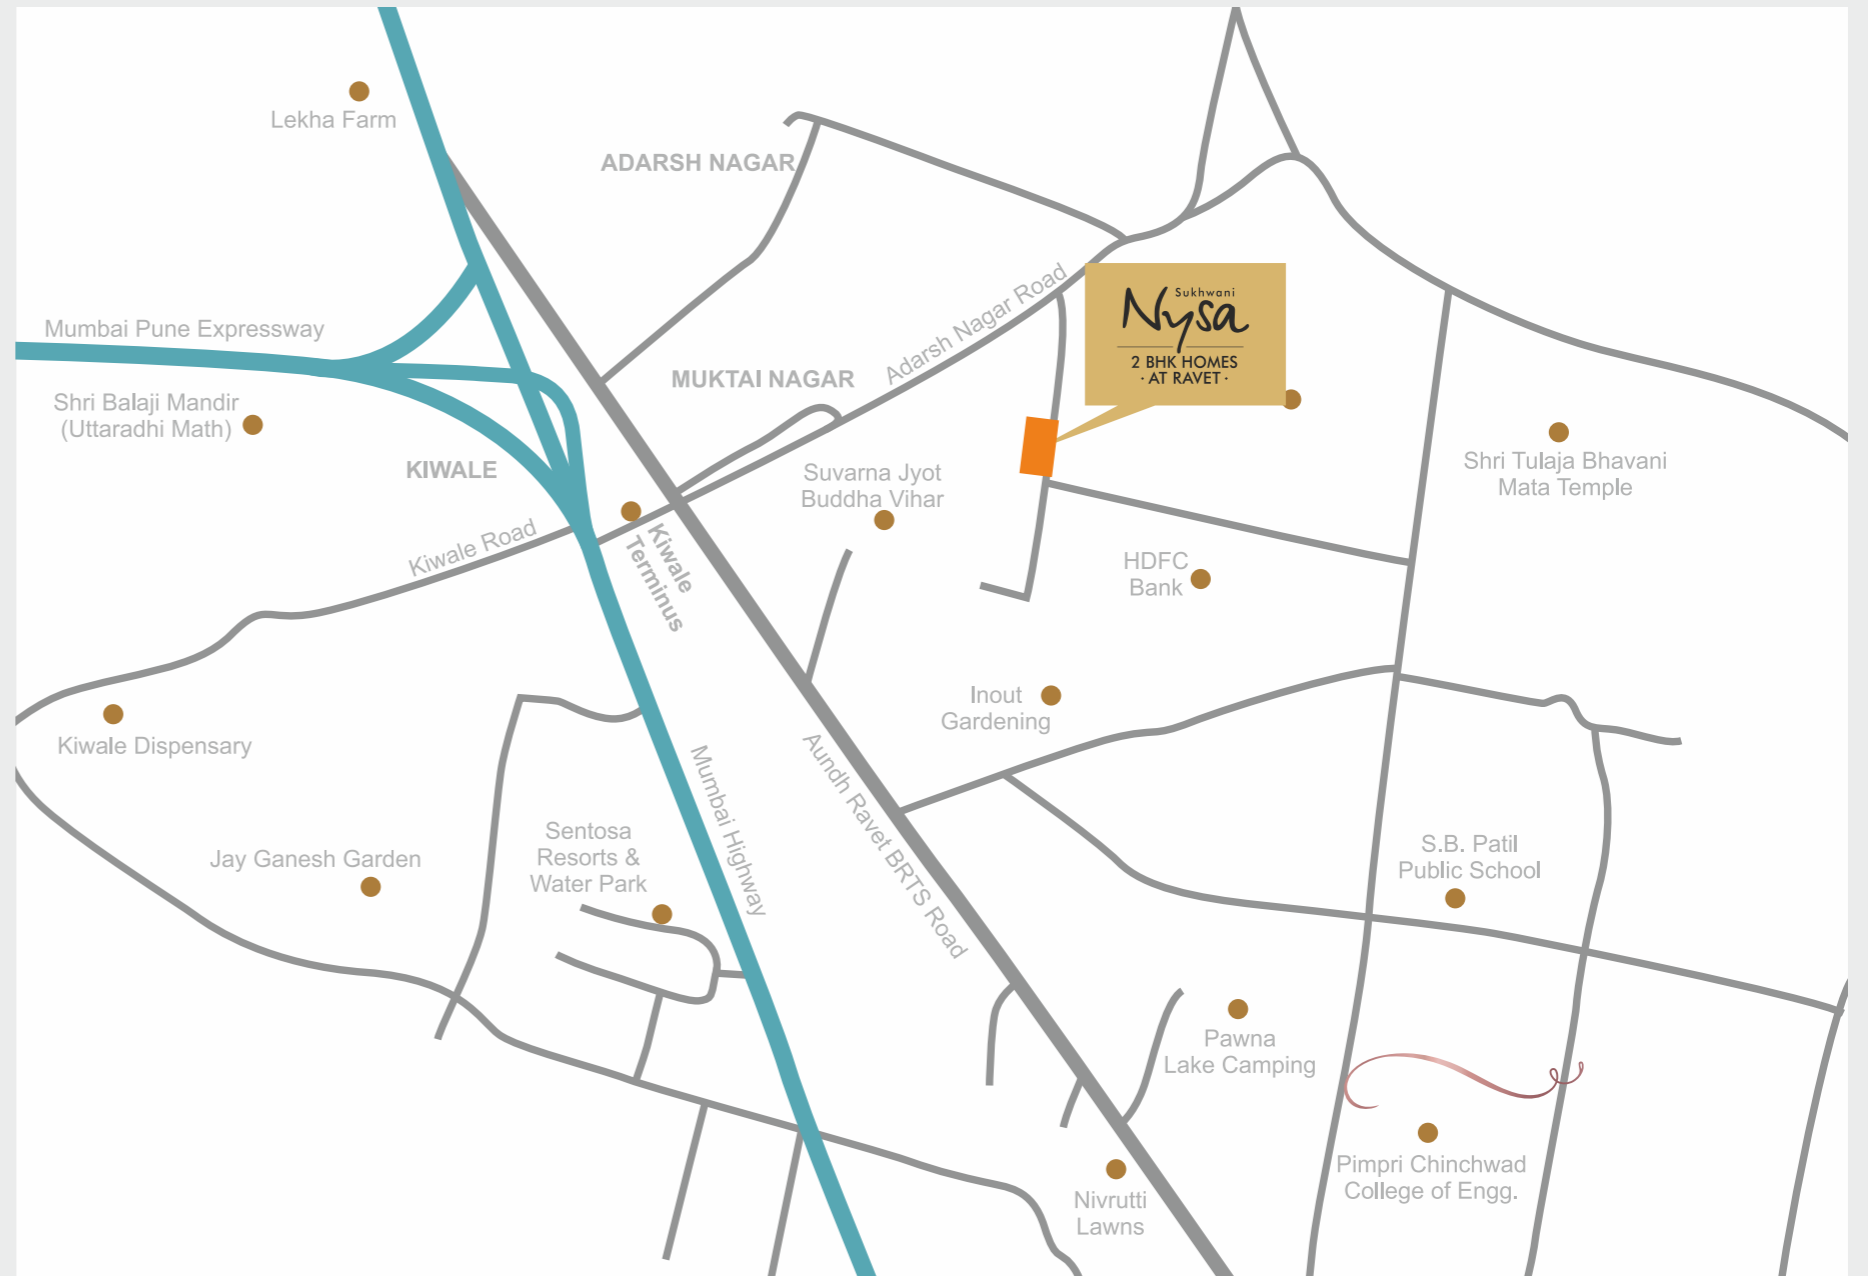 Lekha Farm
ADARSH NAGAR
Mumbai Pune Expressway
Shri Balaji Mandir
(Uttaradhi Math)
KIWALE
MUKTAI NAGAR
Adarsh Nagar Road
Sukhwani
Nysa
2 BHK HOMES
· AT RAVET ·
Suvarna Jyot
Buddha Vihar
Shri Tulaja Bhavani
Mata Temple
Kiwale Road
Kiwale
Terminus
HDFC
Bank
Inout
Gardening
Kiwale Dispensary
Mumbai Highway
Aundh Ravet BRTS Road
Jay Ganesh Garden
Sentosa
Resorts &
Water Park
S.B. Patil
Public School
Pawna
Lake Camping
Pimpri Chinchwad
College of Engg.
Nivrutti
Lawns